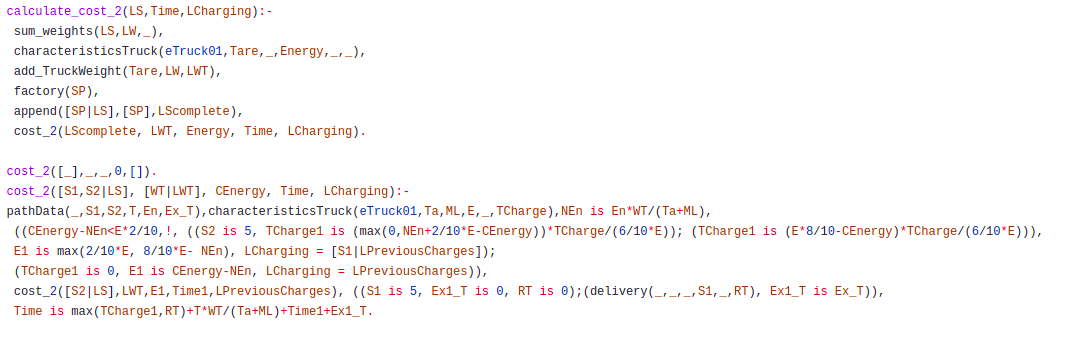 calculate_cost_2(LS,Time,LCharging):-
sum_weights(LS,LW,_),
characteristicsTruck(eTruck01,Tare,_,Energy,_,_),
add_TruckWeight(Tare,LW,LWT),
factory(SP),
append([SP|LS],[SP],LScomplete),
cost_2(LScomplete, LWT, Energy, Time, LCharging).
cost_2([_],_,_,0,[]).
cost_2([S1,S2|LS], [WT|LWT], CEnergy, Time, LCharging):-
pathData(_,S1,S2,T,En,Ex_T),characteristicsTruck(eTruck01,Ta,ML,E,_,TCharge),NEn is En*WT/(Ta+ML),
((CEnergy-NEn<E*2/10,!, ((S2 is 5, TCharge1 is (max(0,NEn+2/10*E-CEnergy))*TCharge/(6/10*E)); (TCharge1 is (E*8/10-CEnergy)*TCharge/(6/10*E))),
E1 is max(2/10*E, 8/10*E- NEn), LCharging = [S1|LPreviousCharges]);
(TCharge1 is 0, E1 is CEnergy-NEn, LCharging = LPreviousCharges)),
cost_2([S2|LS],LWT,E1,Time1,LPreviousCharges), ((S1 is 5, Ex1_T is 0, RT is 0);(delivery(_,_,_,S1,_,RT), Ex1_T is Ex_T)),
Time is max(TCharge1,RT)+T*WT/(Ta+ML)+Time1+Ex1_T.